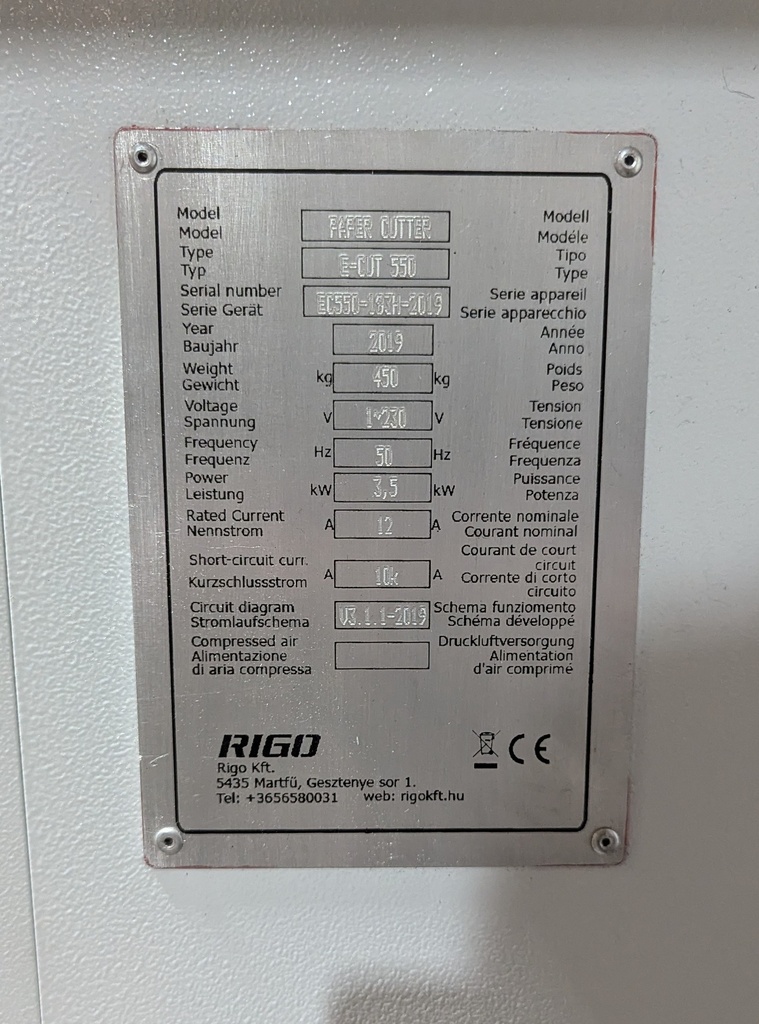 Model PAPER CUTTER Modell
Model Modéle
Type E-CUT 550 Tipo
Typ Type
Serial number EC550-183H-2019 Serie appareil
Serie Gerät Serie apparecchio
Year 2019 Année
Baujahr Anno
Weight kg 450 kg Poids
Gewicht Peso
Voltage V 1~230 V Tension
Spannung Tensione
Frequency Hz 50 Hz Fréquence
Frequenz Frequenza
Power kW 3,5 kW Puissance
Leistung Potenza
Rated Current A 12 A Corrente nominale
Nennstrom Courant nominal
Short-circuit curr. A 10k A Courant de court
circuit
Kurzschlussstrom Corrente di corto
circuito
Circuit diagram V3.1.1-2019 Schema funziomento
Stromlaufschema Schéma développé
Compressed air Druckluftversorgung
Alimentazione Alimentation
di aria compressa d'air comprimé
RIGO
CE
Rigo Kft.
5435 Martfű, Gesztenye sor 1.
Tel: +3656580031 web: rigokft.hu